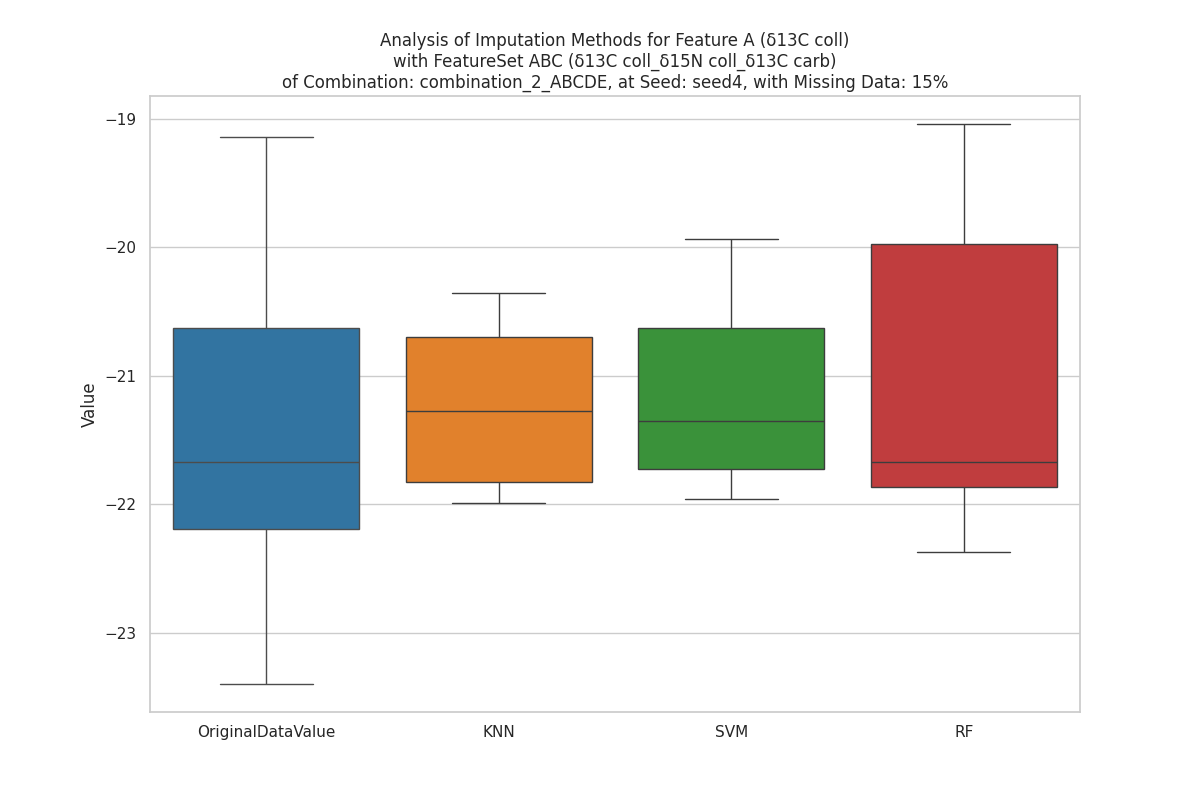 Analysis of Imputation Methods for Feature A (δ13C coll)
with FeatureSet ABC (δ13C coll_δ15N coll_δ13C carb)
of Combination: combination_2_ABCDE, at Seed: seed4, with Missing Data: 15%
−19
−20
−21
−22
−23
Value
OriginalDataValue
KNN
SVM
RF